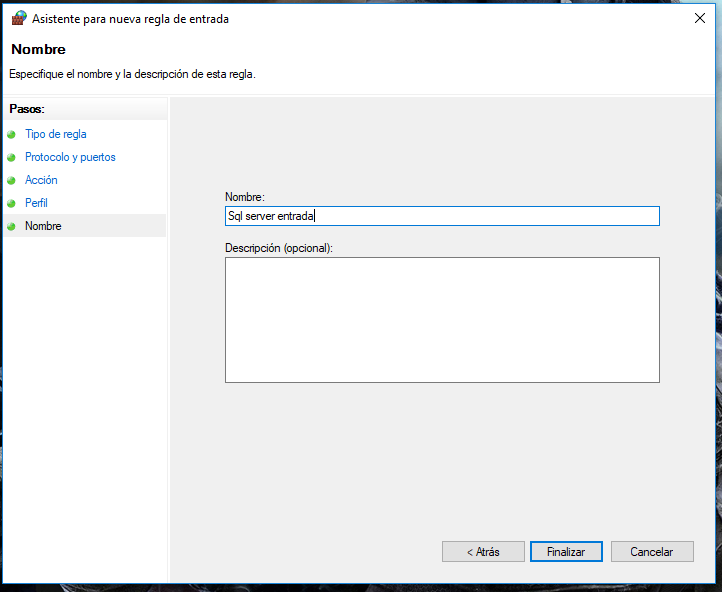 Asistente para nueva regla de entrada
Nombre
Especifique el nombre y la descripción de esta regla.
Pasos:
Tipo de regla
Protocolo y puertos
Acción
Perfil
Nombre
Nombre:
Sql server entrada
Descripción (opcional):
< Atrás
Finalizar
Cancelar